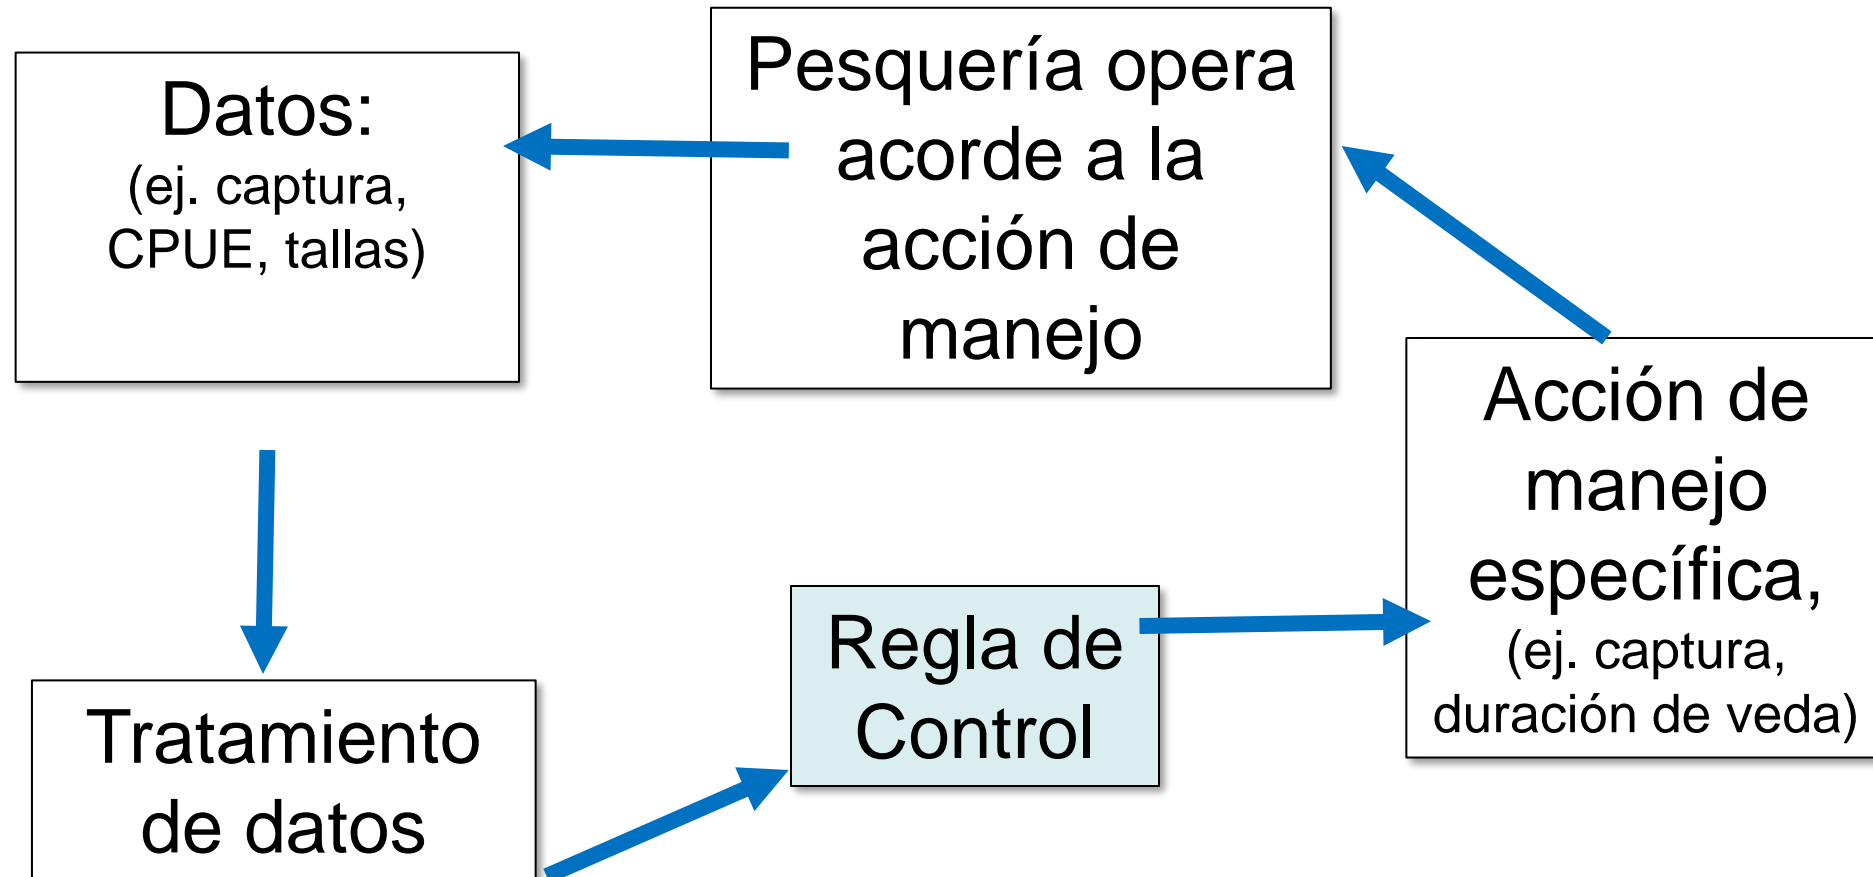 Datos:
(ej. captura,
CPUE, tallas)
Pesquería opera
acorde a la
acción de
manejo
Acción de
manejo
específica,
(ej. captura,
duración de veda)
Regla de
Control
Tratamiento
de datos